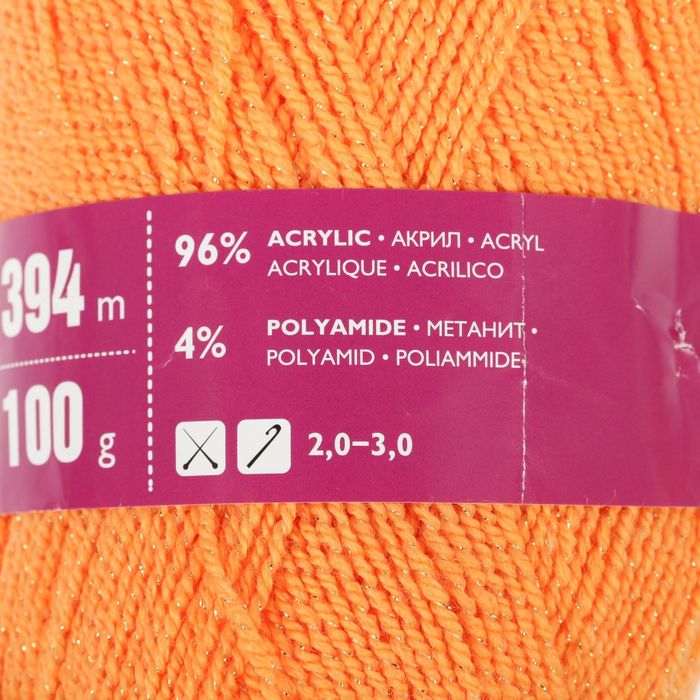 394 m
100 g
96% ACRYLIC • АКРИЛ • ACRYL
ACRYLIQUE • ACRILICO
4% POLYAMIDE • МЕТАНИТ •
POLYAMID • POLIAMMIDE
2,0–3,0